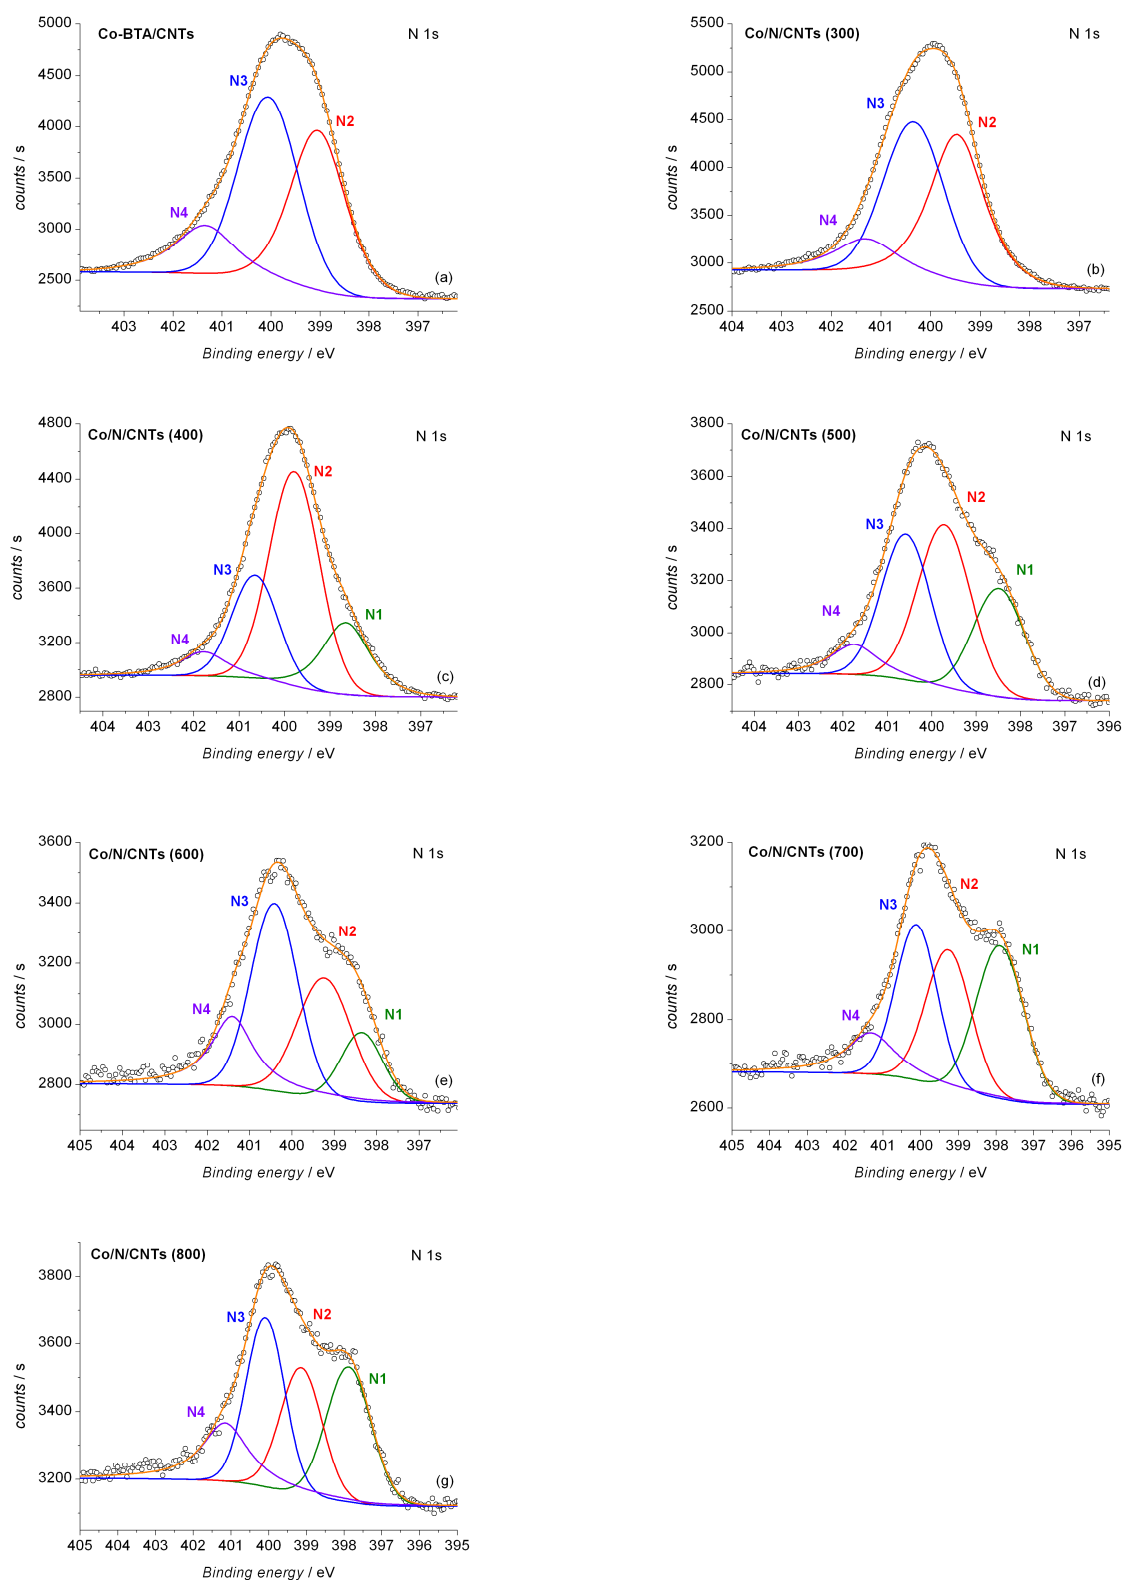 Co-BTA/CNTs
N 1s
5000
4500
4000
3500
3000
2500
counts / s
N3
N2
N4
(a)
403 402 401 400 399 398 397
Binding energy / eV
Co/N/CNTs (300)
N 1s
5500
5000
4500
4000
3500
3000
2500
counts / s
N3
N2
N4
(b)
404 402 401 400 399 398 397
Binding energy / eV
Co/N/CNTs (400)
N 1s
4800
4400
4000
3600
3200
2800
counts / s
N2
N3
N1
N4
(c)
404 403 402 401 400 399 398 397
Binding energy / eV
Co/N/CNTs (500)
N 1s
3800
3600
3400
3200
3000
2800
counts / s
N2
N3
N1
N4
(d)
404 403 402 401 400 399 398 397 396
Binding energy / eV
Co/N/CNTs (600)
N 1s
3600
3400
3200
3000
2800
counts / s
N3
N2
N4
N1
(e)
405 404 403 402 401 400 399 398 397
Binding energy / eV
Co/N/CNTs (700)
N 1s
3200
3000
2800
2600
counts / s
N2
N3
N1
N4
(f)
405 404 402 401 400 399 398 397 396 395
Binding energy / eV
Co/N/CNTs (800)
N 1s
3800
3600
3400
3200
counts / s
N3
N2
N1
N4
(g)
405 404 403 402 401 400 399 398 397 396 395
Binding energy / eV